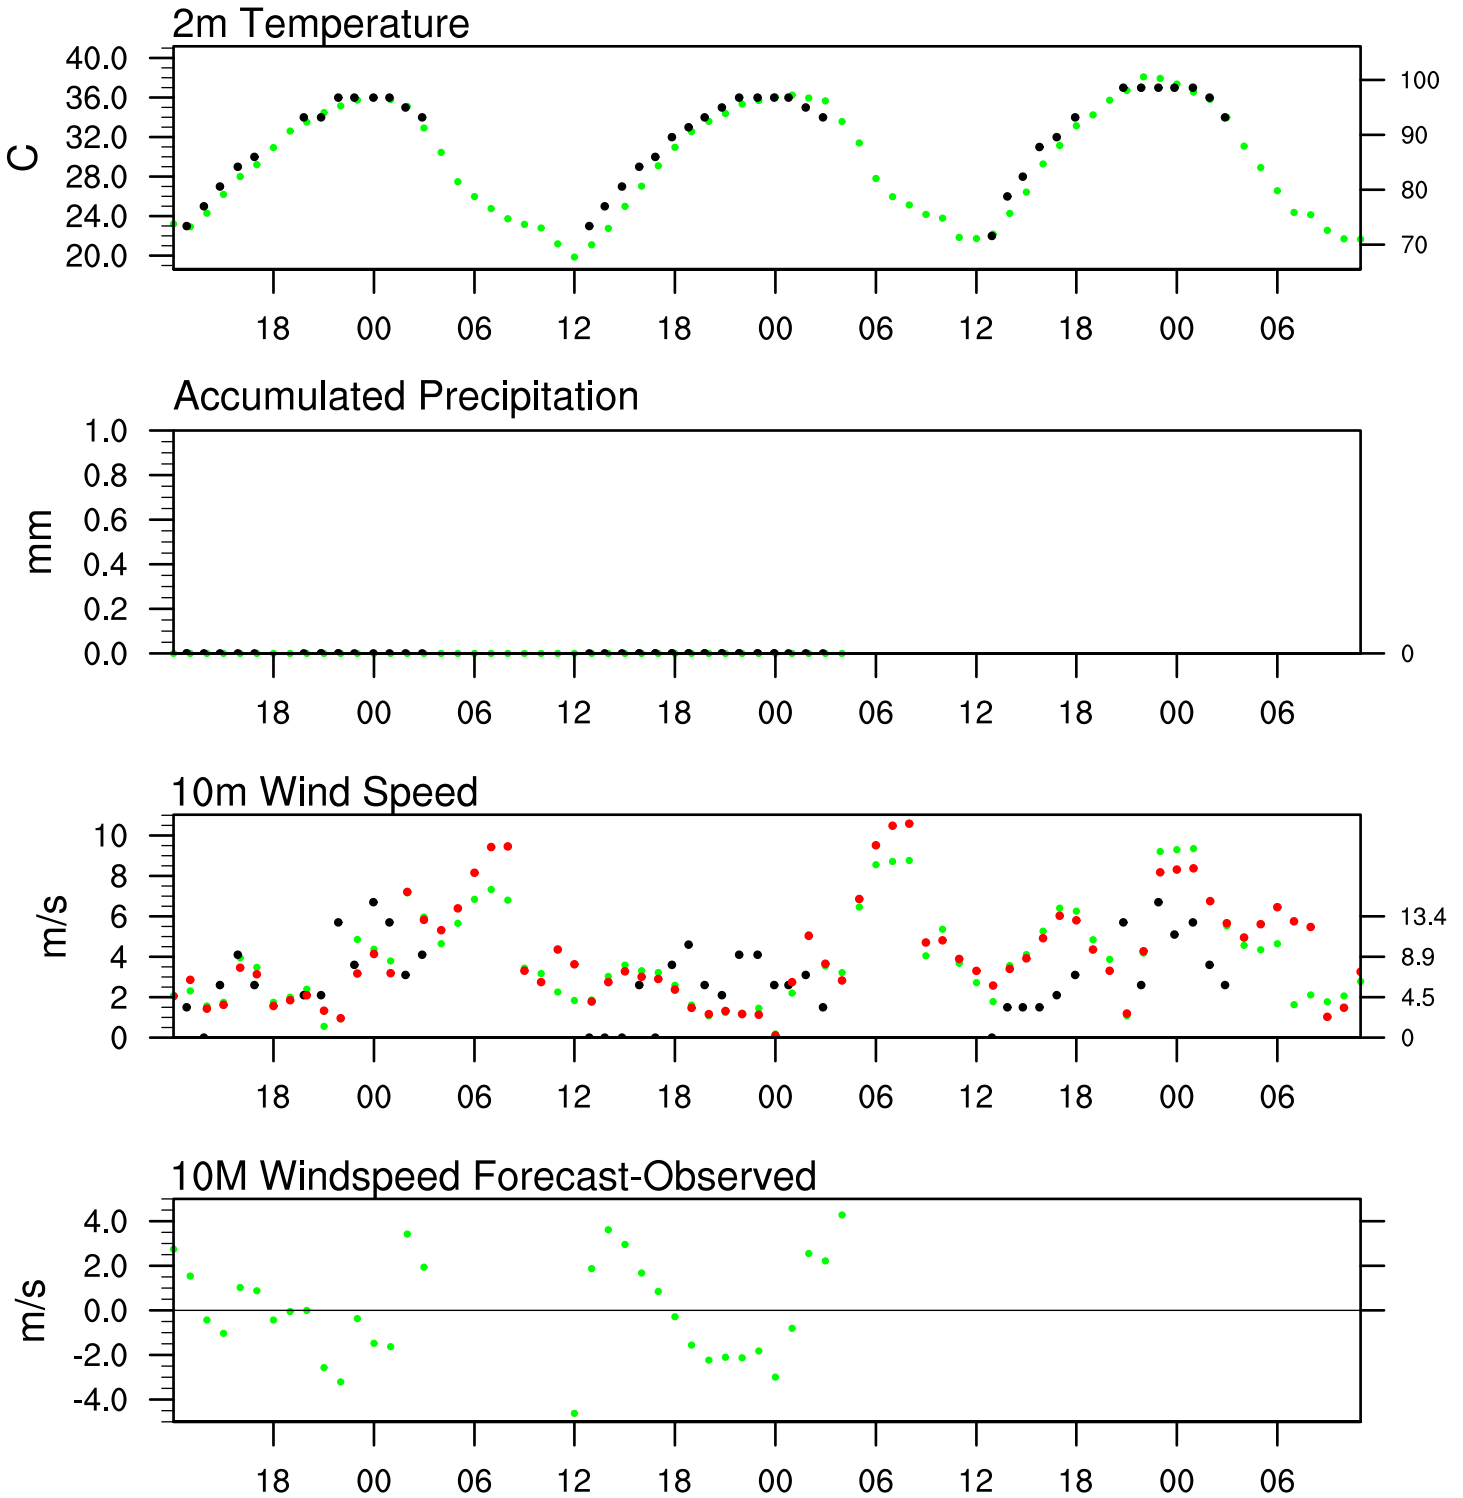 2m Temperature
40.0
36.0
32.0
28.0
24.0
20.0
C
100
90
80
70
18 00 06 12 18 00 06 12 18 00 06
Accumulated Precipitation
1.0
0.8
0.6
0.4
0.2
0.0
mm
0
18 00 06 12 18 00 06 12 18 00 06
10m Wind Speed
10
8
6
4
2
0
m/s
13.4
8.9
4.5
0
18 00 06 12 18 00 06 12 18 00 06
10M Windspeed Forecast-Observed
4.0
2.0
0.0
-2.0
-4.0
m/s
18 00 06 12 18 00 06 12 18 00 06